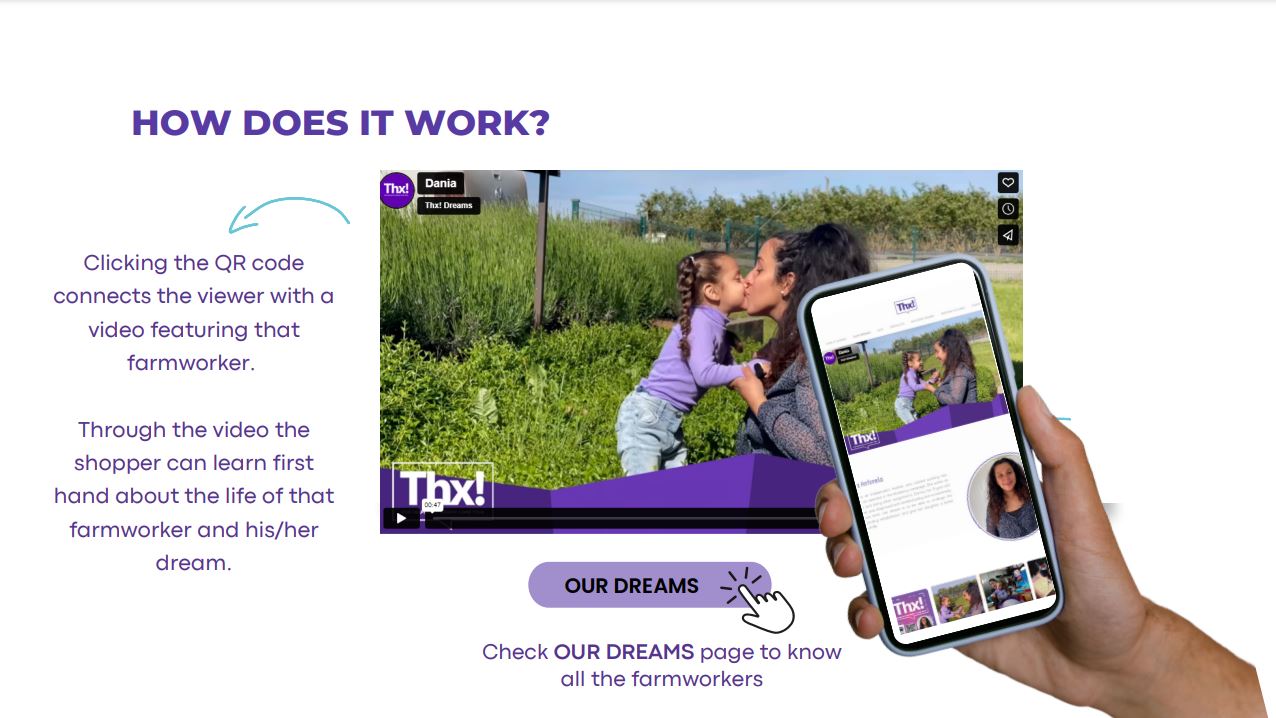 HOW DOES IT WORK?
Thx!
Dania
Thx! Dreams
Clicking the QR code
connects the viewer with a
video featuring that
farmworker.
Through the video the
shopper can learn first
hand about the life of that
farmworker and his/her
dream.
Thx!
00:47
Thx!
Dania
Thx!
Thx!
OUR DREAMS
Check OUR DREAMS page to know
all the farmworkers